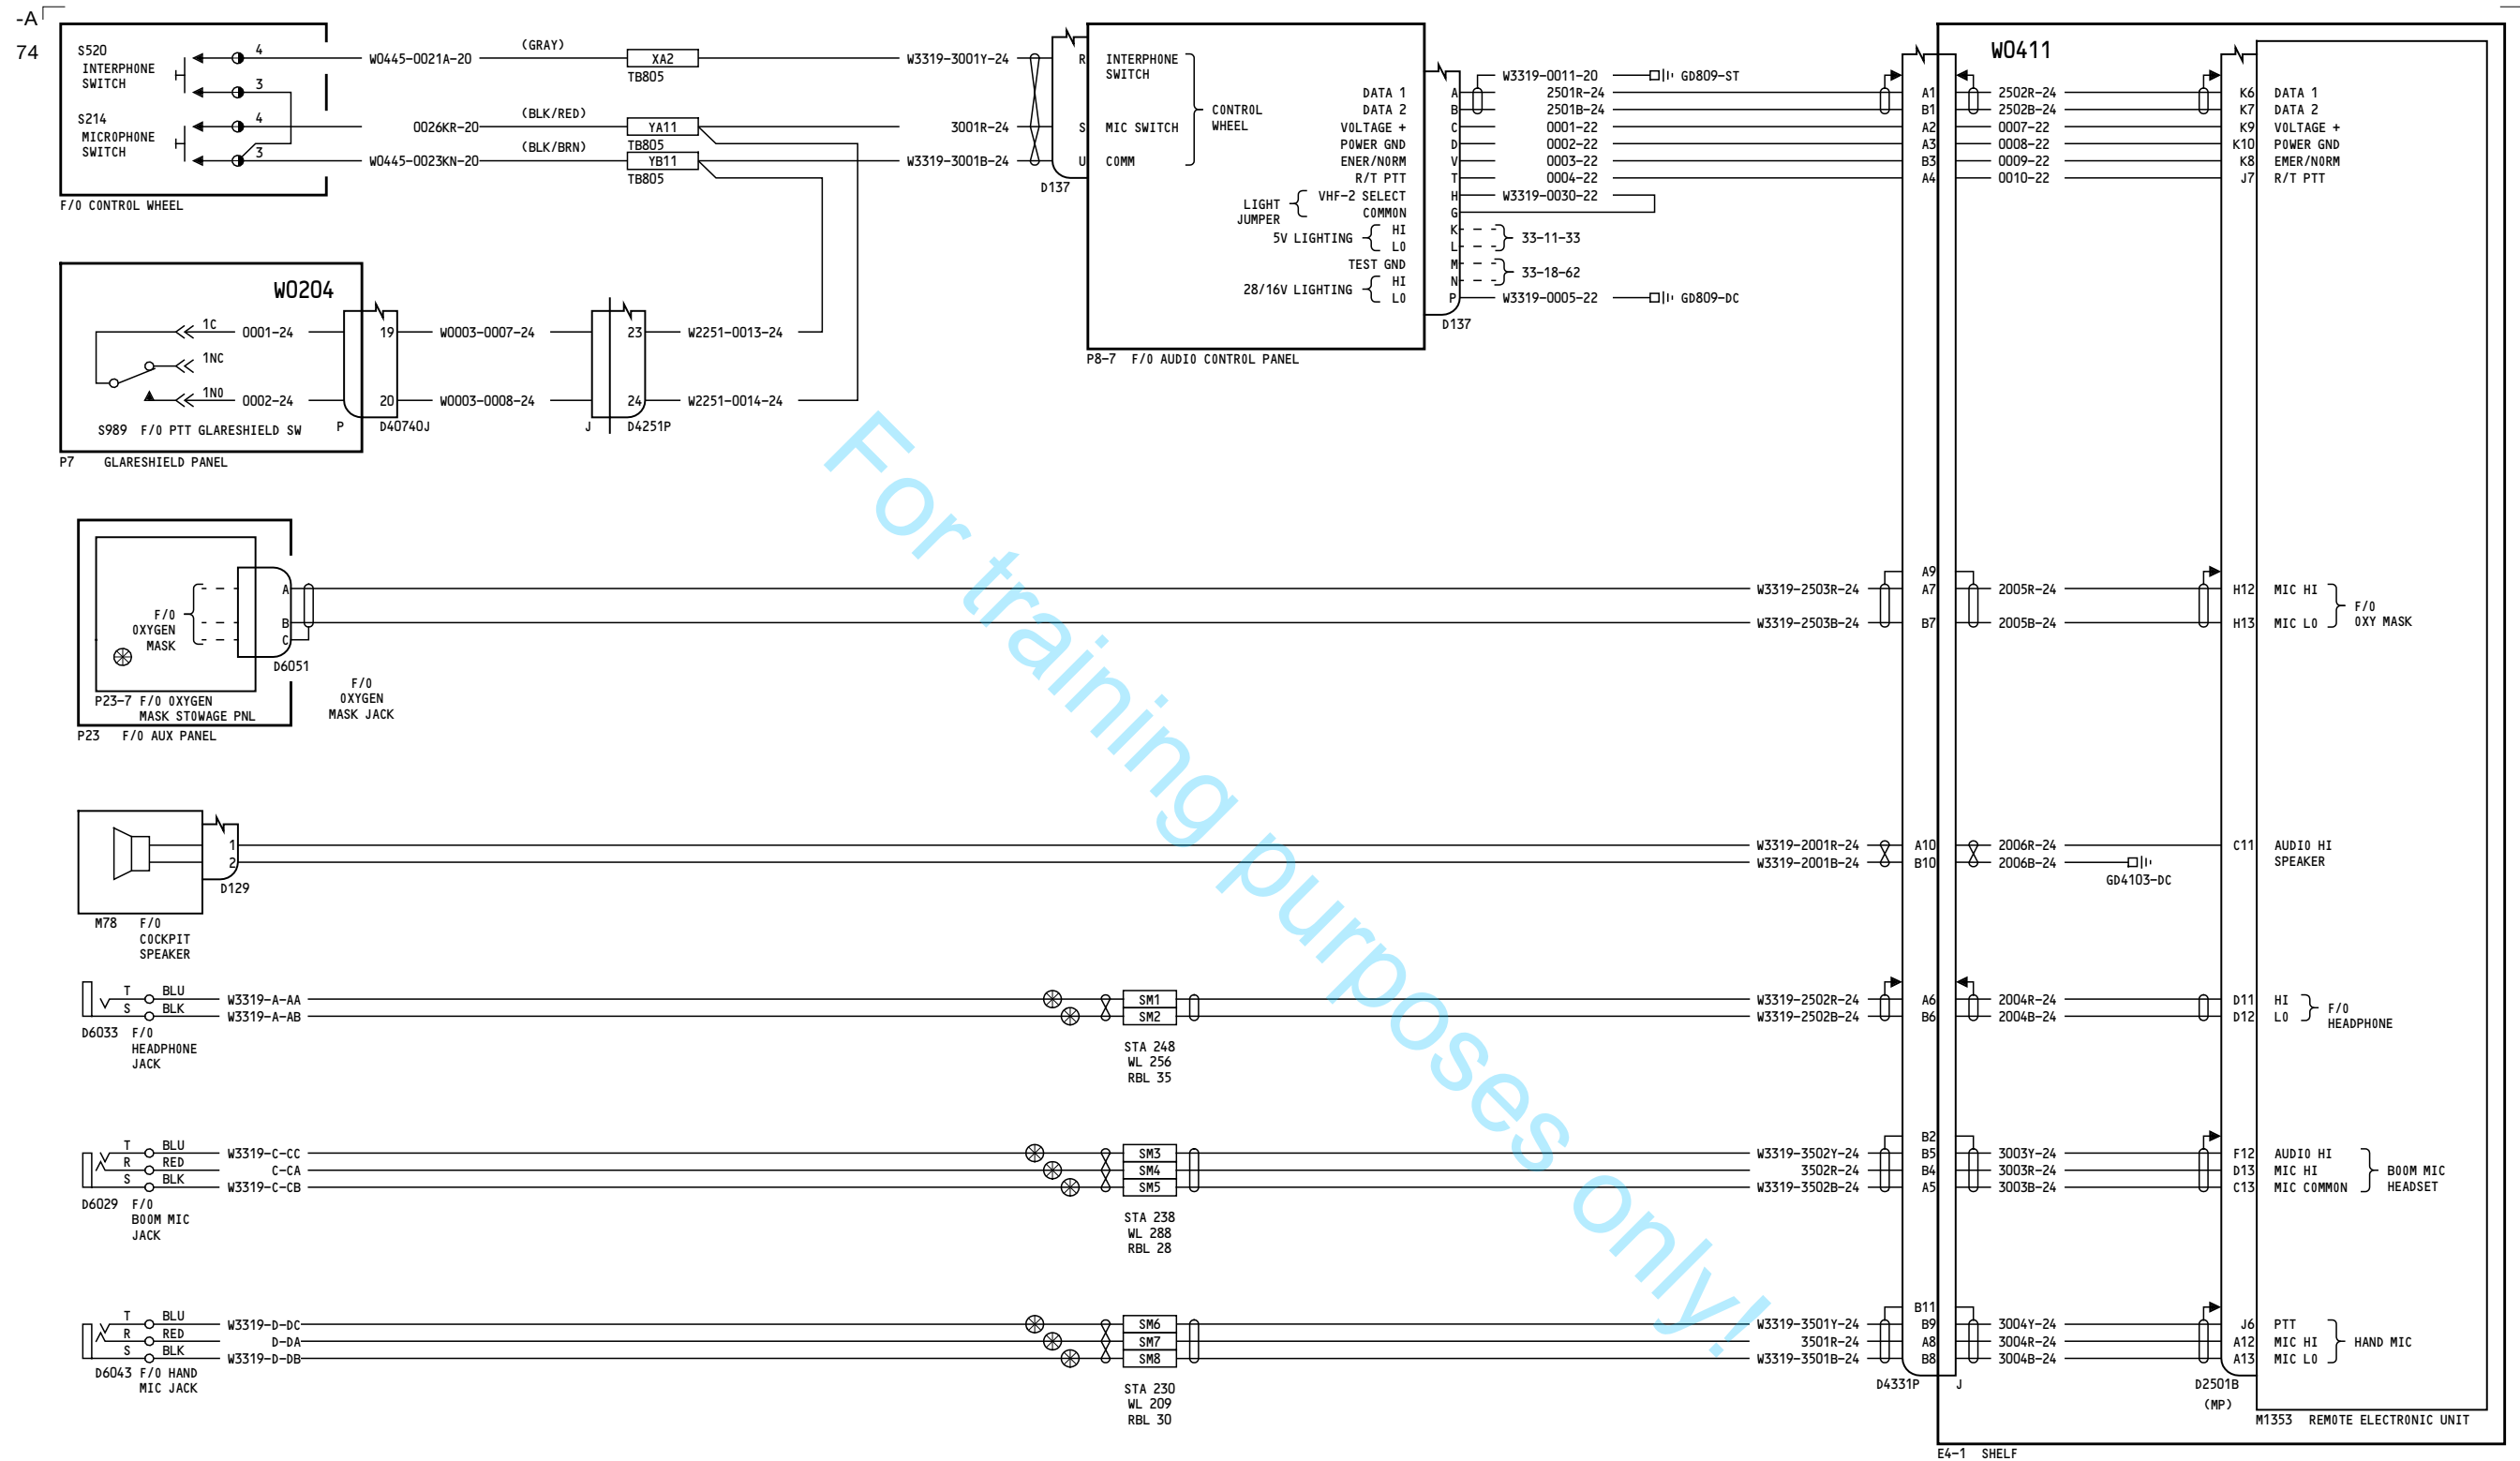 -A
74
S520
INTERPHONE
SWITCH
4
3
S214
MICROPHONE
SWITCH
4
3
F/O CONTROL WHEEL
W0445-0021A-20
(GRAY)
XA2
TB805
W3319-3001Y-24
0026KR-20
(BLK/RED)
YA11
TB805
3001R-24
W0445-0023KN-20
(BLK/BRN)
YB11
TB805
W3319-3001B-24
D137
R INTERPHONE
SWITCH
S MIC SWITCH
U COMM
CONTROL
WHEEL
DATA 1 A
DATA 2 B
VOLTAGE + C
POWER GND D
ENER/NORM V
R/T PTT T
LIGHT
JUMPER
VHF-2 SELECT H
COMMON G
5V LIGHTING
HI K
LO L
TEST GND M
28/16V LIGHTING
HI N
LO P
D137
P8-7 F/O AUDIO CONTROL PANEL
W3319-0011-20 GD809-ST
2501R-24
2501B-24
0001-22
0002-22
0003-22
0004-22
W3319-0030-22
33-11-33
33-18-62
W3319-0005-22 GD809-DC
W0411
A1 2502R-24 K6 DATA 1
B1 2502B-24 K7 DATA 2
A2 0007-22 K9 VOLTAGE +
A3 0008-22 K10 POWER GND
B3 0009-22 K8 EMER/NORM
A4 0010-22 J7 R/T PTT
W0204
1C 0001-24 19 W0003-0007-24 23 W2251-0013-24
1NC
1NO 0002-24 20 W0003-0008-24 24 W2251-0014-24
S989 F/O PTT GLARESHIELD SW
P D40740J
J D4251P
P7 GLARESHIELD PANEL
F/O
OXYGEN
MASK
A
B
C
D6051
P23-7 F/O OXYGEN
MASK STOWAGE PNL
F/O
OXYGEN
MASK JACK
P23 F/O AUX PANEL
A9
W3319-2503R-24 A7 2005R-24 H12 MIC HI
W3319-2503B-24 B7 2005B-24 H13 MIC LO
F/O
OXY MASK
1
2
D129
M78 F/O
COCKPIT
SPEAKER
W3319-2001R-24 A10 2006R-24 C11 AUDIO HI
W3319-2001B-24 B10 2006B-24 SPEAKER
GD4103-DC
T BLU W3319-A-AA SM1 W3319-2502R-24 A6 2004R-24 D11 HI
S BLK W3319-A-AB SM2 W3319-2502B-24 B6 2004B-24 D12 LO
F/O
HEADPHONE
D6033 F/O
HEADPHONE
JACK
STA 248
WL 256
RBL 35
B2
T BLU W3319-C-CC SM3 W3319-3502Y-24 B5 3003Y-24 F12 AUDIO HI
R RED C-CA SM4 3502R-24 B4 3003R-24 D13 MIC HI
S BLK W3319-C-CB SM5 W3319-3502B-24 A5 3003B-24 C13 MIC COMMON
BOOM MIC
HEADSET
D6029 F/O
BOOM MIC
JACK
STA 238
WL 288
RBL 28
B11
T BLU W3319-D-DC SM6 W3319-3501Y-24 B9 3004Y-24 J6 PTT
R RED D-DA SM7 3501R-24 A8 3004R-24 A12 MIC HI
S BLK W3319-D-DB SM8 W3319-3501B-24 B8 3004B-24 A13 MIC LO
HAND MIC
D6043 F/O HAND
MIC JACK
STA 230
WL 209
RBL 30
D4331P J
D2501B
(MP)
M1353 REMOTE ELECTRONIC UNIT
E4-1 SHELF
For training purposes only!